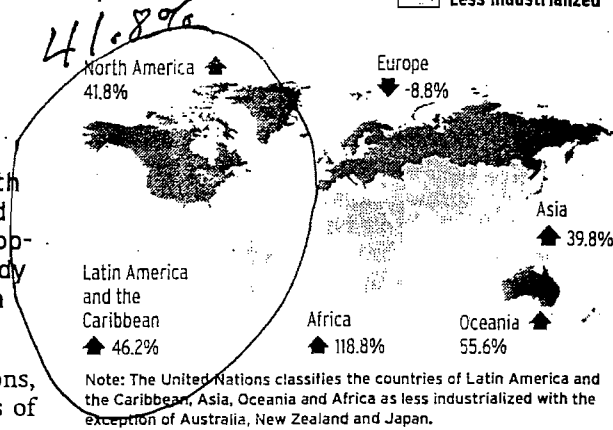 Less industrialized
41.8%
North America
41.8%
Europe
-8.8%
Asia
39.8%
Latin America
and the
Caribbean
46.2%
Africa
118.8%
Oceania
55.6%
dy
ons,
s of
Note: The United Nations classifies the countries of Latin America and
the Caribbean, Asia, Oceania and Africa as less industrialized with the
exception of Australia, New Zealand and Japan.